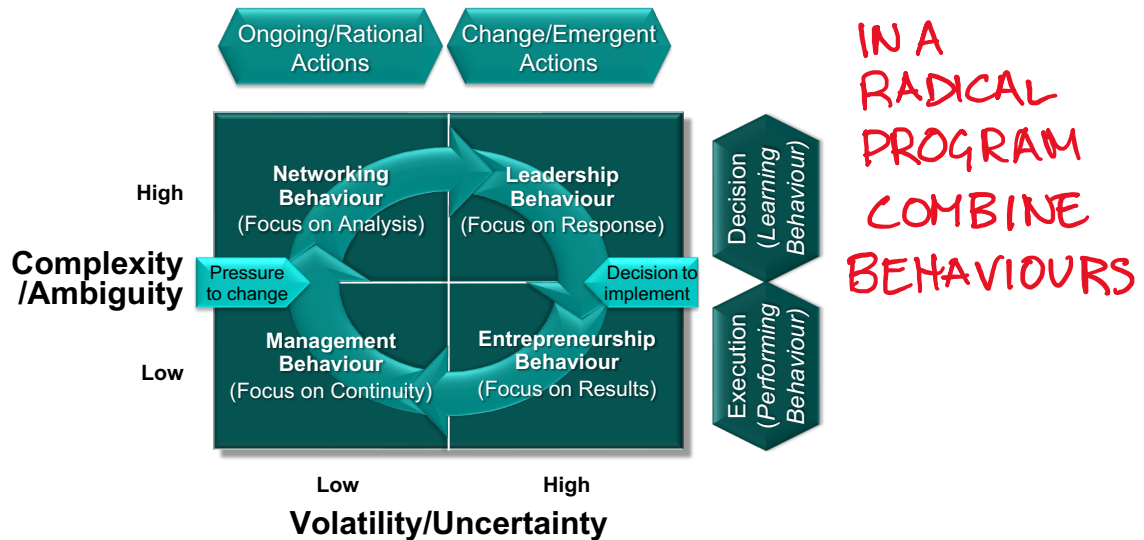 Ongoing/Rational
Actions
Change/Emergent
Actions
IN A
RADICAL
PROGRAM
COMBINE
BEHAVIOURS
High
Complexity
/Ambiguity
Low
Networking
Behaviour
(Focus on Analysis)
Leadership
Behaviour
(Focus on Response)
Pressure
to change
Decision to
implement
Management
Behaviour
(Focus on Continuity)
Entrepreneurship
Behaviour
(Focus on Results)
Decision
(Learning
Behaviour)
Execution
(Performing
Behaviour)
Low
High
Volatility/Uncertainty